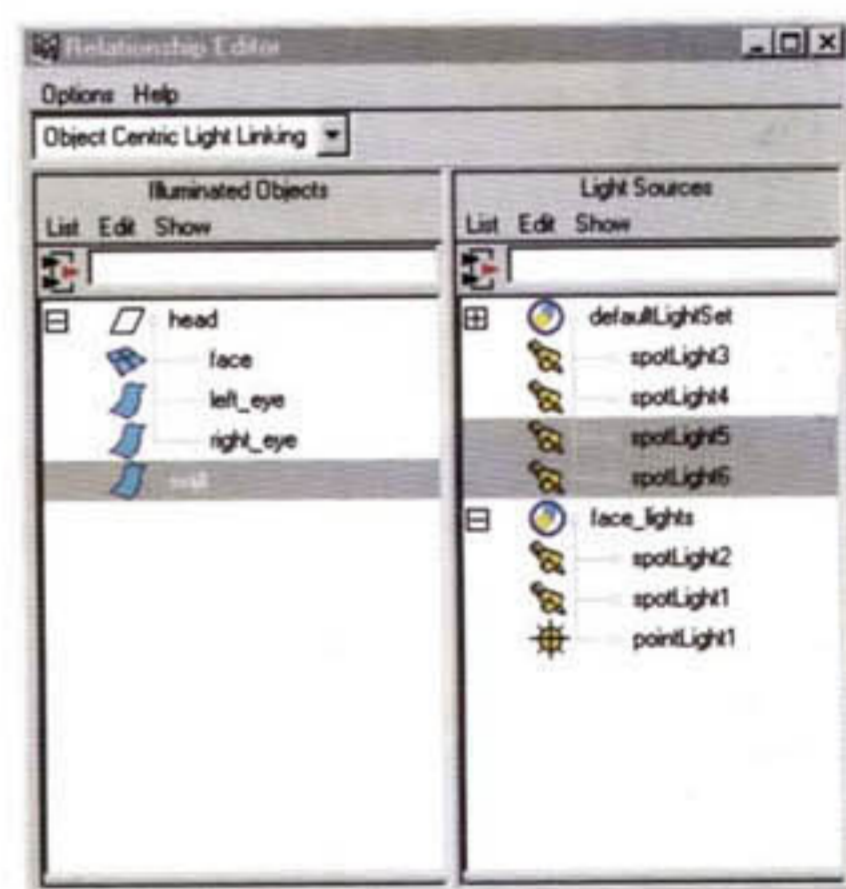 Relationship Editor
Options Help
Object Centric Light Linking
Illuminated Objects
List Edit Show
head
face
left_eye
right_eye
wall
Light Sources
List Edit Show
defaultLightSet
spotLight3
spotLight4
spotLight5
spotLight6
face_lights
spotLight2
spotLight1
pointLight1